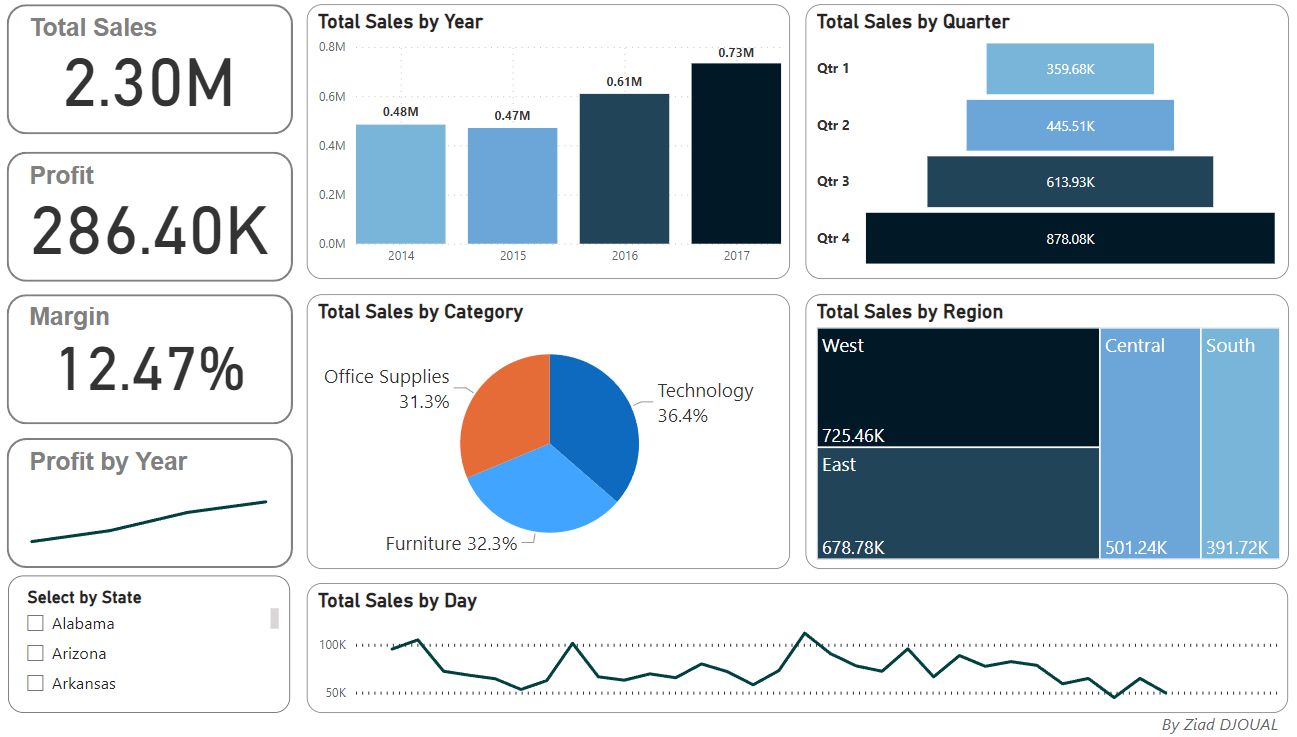 Total Sales
2.30M
Profit
286.40K
Margin
12.47%
Profit by Year
Select by State
Alabama
Arizona
Arkansas
Total Sales by Year
0.8M
0.6M
0.4M
0.2M
0.0M
0.48M
0.47M
0.61M
0.73M
2014 2015 2016 2017
Total Sales by Quarter
Qtr 1 359.68K
Qtr 2 445.51K
Qtr 3 613.93K
Qtr 4 878.08K
Total Sales by Category
Office Supplies
31.3%
Technology
36.4%
Furniture 32.3%
Total Sales by Region
West
725.46K
East
678.78K
Central
501.24K
South
391.72K
Total Sales by Day
100K
50K
By Ziad DJOUAL